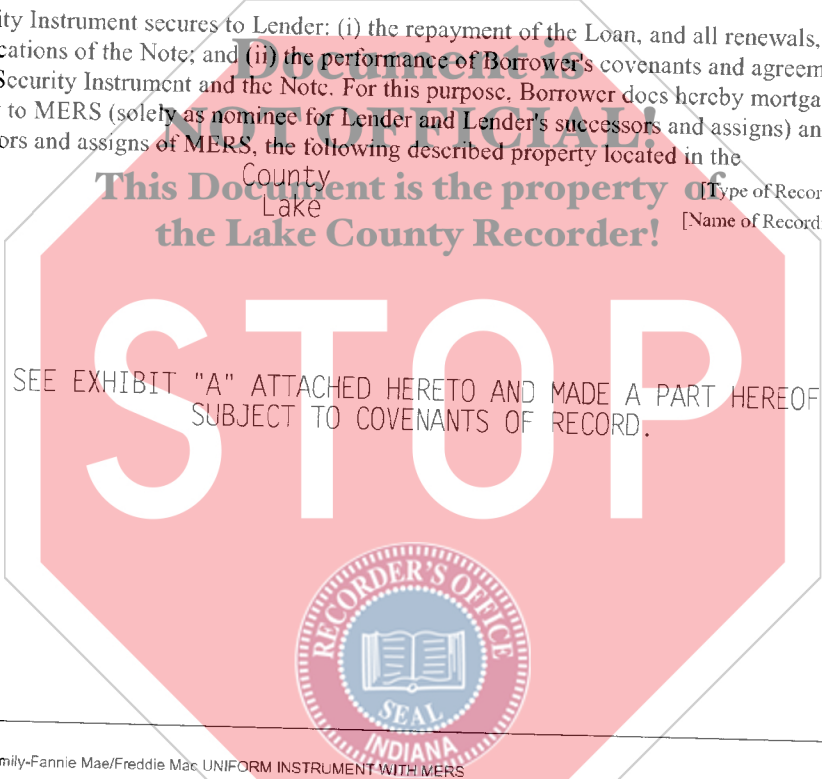 ity Instrument secures to Lender: (i) the repayment of the Loan, and all renewals,
cations of the Note; and (ii) the performance of Borrower's covenants and agreem
Document is
Security Instrument and the Note. For this purpose, Borrower does hereby mortga
to MERS (solely as nominee for Lender and Lender's successors and assigns) an
NOT OFFICIAL!
ors and assigns of MERS, the following described property located in the
County
This Document is the property of
[Type of Recor
Lake
[Name of Record
the Lake County Recorder!
STOP
SEE EXHIBIT "A" ATTACHED HERETO AND MADE A PART HEREOF
SUBJECT TO COVENANTS OF RECORD.
RECORDER'S OFFICE
SEAL
INDIANA
mily-Fannie Mae/Freddie Mac UNIFORM INSTRUMENT WITH MERS